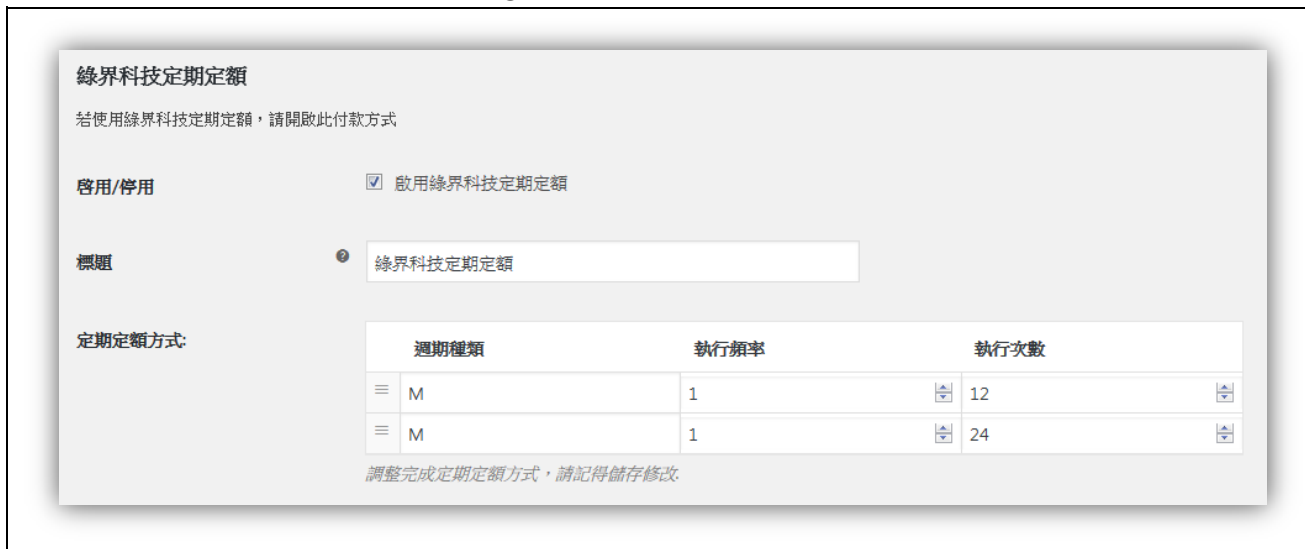 綠界科技定期定額
若使用綠界科技定期定額，請開啟此付款方式
啓用/停用
啟用綠界科技定期定額
標題
綠界科技定期定額
定期定額方式:
週期種類 執行頻率 執行次數
M 1 12
M 1 24
調整完成定期定額方式，請記得儲存修改.